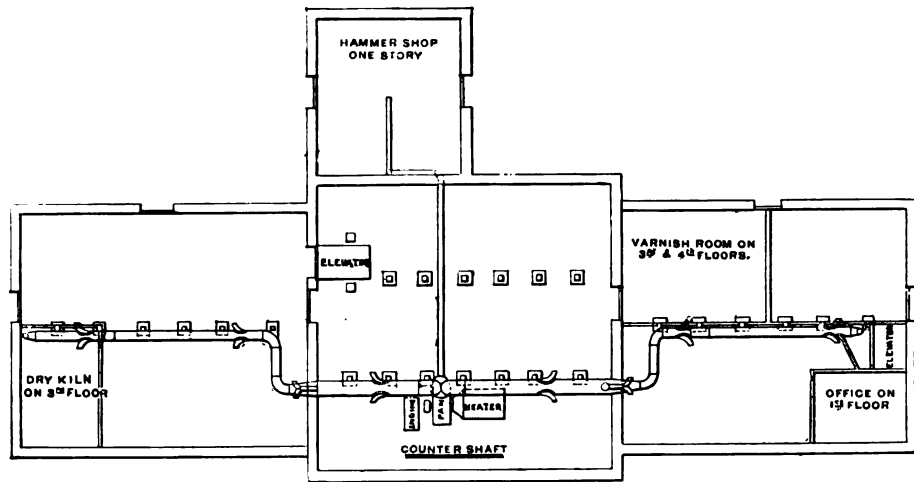 HAMMER SHOP
ONE STORY
ELEVATOR
VARNISH ROOM ON
3RD & 4TH FLOORS.
DRY KILN
ON 3RD FLOOR
ENGINE
FAN
HEATER
ELEVATOR
OFFICE ON
1ST FLOOR
COUNTER SHAFT